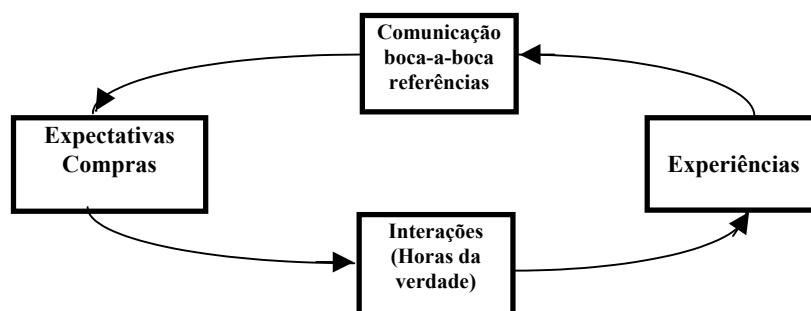 Comunicação
boca-a-boca
referências
Expectativas
Compras
Experiências
Interações
(Horas da
verdade)